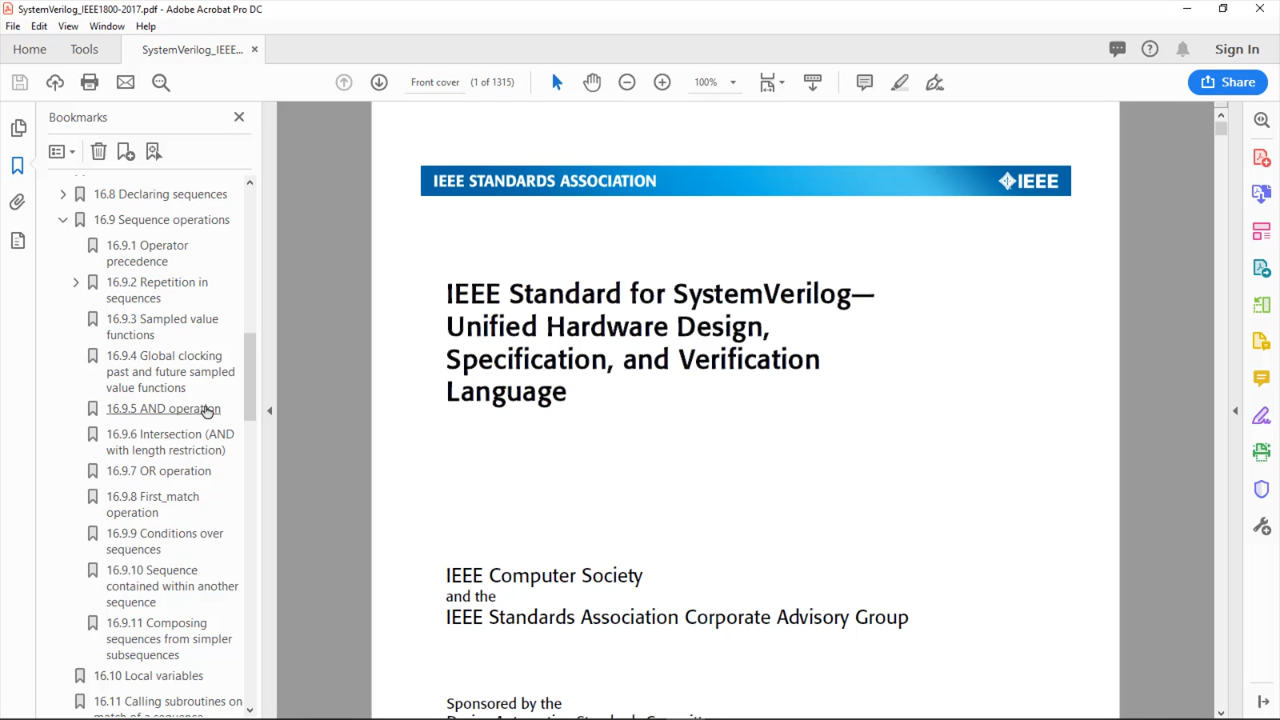 SystemVerilog_IEEE1800-2017.pdf - Adobe Acrobat Pro DC
File Edit View Window Help
Home Tools SystemVerilog_IEEE... × Sign In
Front cover (1 of 1315) 100% Share
Bookmarks
16.8 Declaring sequences
16.9 Sequence operations
16.9.1 Operator
precedence
16.9.2 Repetition in
sequences
16.9.3 Sampled value
functions
16.9.4 Global clocking
past and future sampled
value functions
16.9.5 AND operation
16.9.6 Intersection (AND
with length restriction)
16.9.7 OR operation
16.9.8 First_match
operation
16.9.9 Conditions over
sequences
16.9.10 Sequence
contained within another
sequence
16.9.11 Composing
sequences from simpler
subsequences
16.10 Local variables
16.11 Calling subroutines on
match of a sequence
IEEE STANDARDS ASSOCIATION IEEE
IEEE Standard for SystemVerilog—
Unified Hardware Design,
Specification, and Verification
Language
IEEE Computer Society
and the
IEEE Standards Association Corporate Advisory Group
Sponsored by the
Design Automation Standards Committee